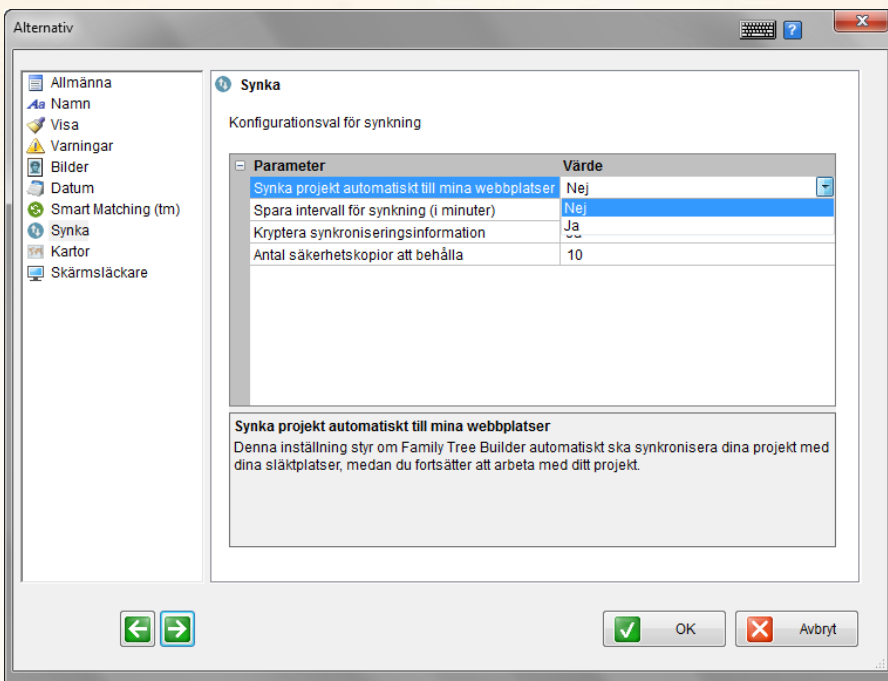 Alternativ
?
Allmänna
Aa Namn
Visa
Varningar
Bilder
Datum
Smart Matching (tm)
Synka
Kartor
Skärmsläckare
Synka
Konfigurationsval för synkning
Parameter Värde
Synka projekt automatiskt till mina webbplatser Nej
Spara intervall för synkning (i minuter) Nej
Ja
Kryptera synkroniseringsinformation
Antal säkerhetskopior att behålla 10
Synka projekt automatiskt till mina webbplatser
Denna inställning styr om Family Tree Builder automatiskt ska synkronisera dina projekt med
dina släktplatser, medan du fortsätter att arbeta med ditt projekt.
OK Avbryt